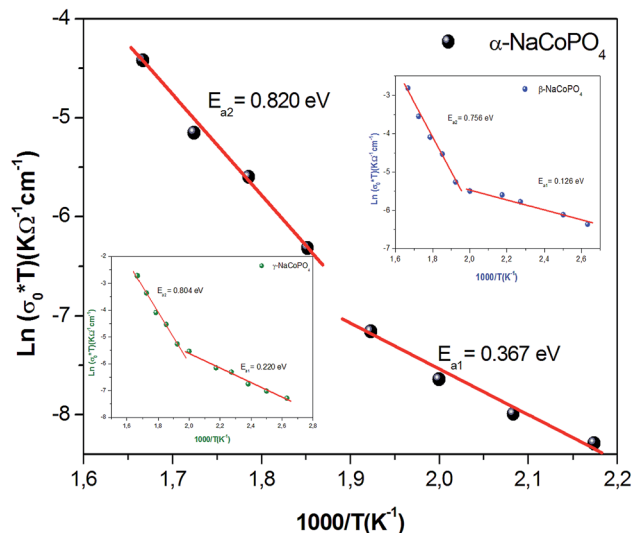 -4
-5
-6
-7
-8
1,6
1,7
1,8
1,9
2,0
2,1
2,2
Ln (σ₀*T)(KΩ⁻¹cm⁻¹)
1000/T(K⁻¹)
α-NaCoPO₄
Eₐ₂ = 0.820 eV
Eₐ₁ = 0.367 eV
-3
-4
-5
-6
-7
1,6
1,8
2,0
2,2
2,4
2,6
2,8
Ln (σ₀*T)(KΩ⁻¹cm⁻¹)
1000/T(K⁻¹)
β-NaCoPO₄
Eₐ₂ = 0.756 eV
Eₐ₁ = 0.126 eV
-2
-3
-4
-5
-6
-7
-8
1,6
1,8
2,0
2,2
2,4
2,6
2,8
Ln (σ₀*T)(KΩ⁻¹cm⁻¹)
1000/T(K⁻¹)
γ-NaCoPO₄
Eₐ₂ = 0.804 eV
Eₐ₁ = 0.220 eV